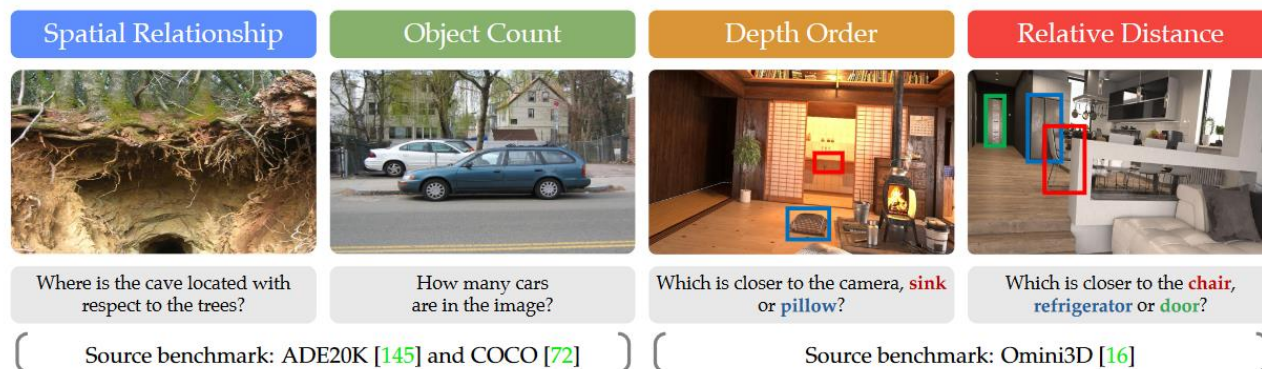 Spatial Relationship
Object Count
Depth Order
Relative Distance
Where is the cave located with
respect to the trees?
How many cars
are in the image?
Which is closer to the camera, sink
or pillow?
Which is closer to the chair,
refrigerator or door?
Source benchmark: ADE20K [145] and COCO [72]
Source benchmark: Omini3D [16]